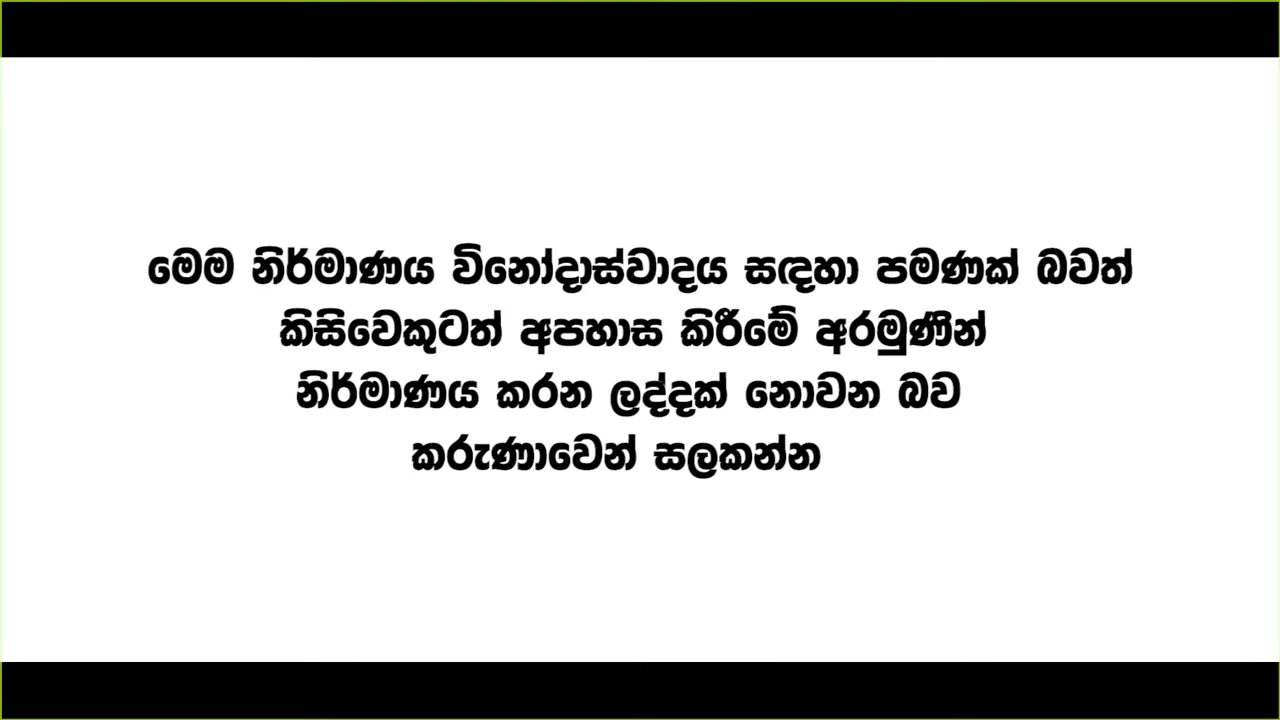 මෙම නිර්මාණය විනෝදාස්වාදය සඳහා පමණක් බවත්
කිසිවෙකුටත් අපහාස කිරීමේ අරමුණින්
නිර්මාණය කරන ලද්දක් නොවන බව
කරුණාවෙන් සලකන්න